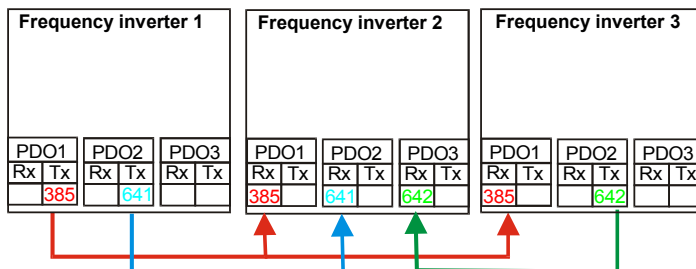 Frequency inverter 1 Frequency inverter 2 Frequency inverter 3
PDO1 PDO2 PDO3 PDO1 PDO2 PDO3 PDO1 PDO2 PDO3
Rx Tx Rx Tx Rx Tx Rx Tx Rx Tx Rx Tx Rx Tx Rx Tx Rx Tx
385 641 385 641 642 385 642